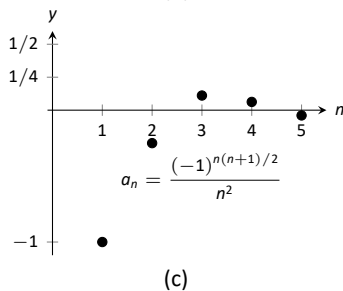 y
1/2
1/4
n
1 2 3 4 5
a_n = (-1)^{n(n+1)/2} / n^2
−1
(c)